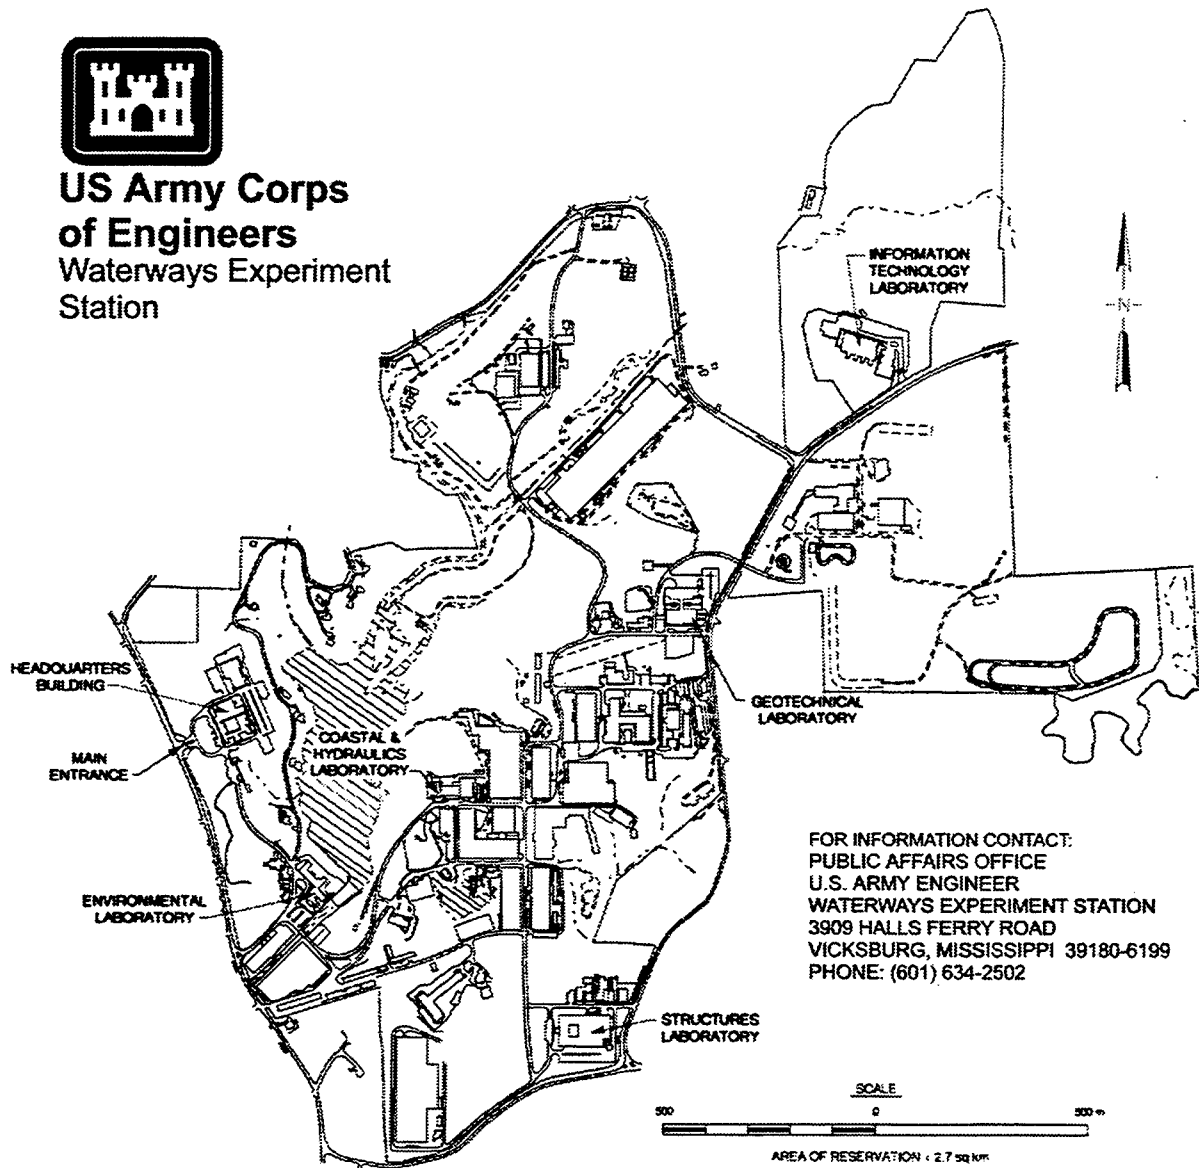 US Army Corps
of Engineers
Waterways Experiment
Station
INFORMATION
TECHNOLOGY
LABORATORY
N
HEADQUARTERS
BUILDING
MAIN
ENTRANCE
COASTAL &
HYDRAULICS
LABORATORY
GEOTECHNICAL
LABORATORY
ENVIRONMENTAL
LABORATORY
STRUCTURES
LABORATORY
FOR INFORMATION CONTACT:
PUBLIC AFFAIRS OFFICE
U.S. ARMY ENGINEER
WATERWAYS EXPERIMENT STATION
3909 HALLS FERRY ROAD
VICKSBURG, MISSISSIPPI 39180-6199
PHONE: (601) 634-2502
SCALE
500 0 500 m
AREA OF RESERVATION : 2.7 sq km